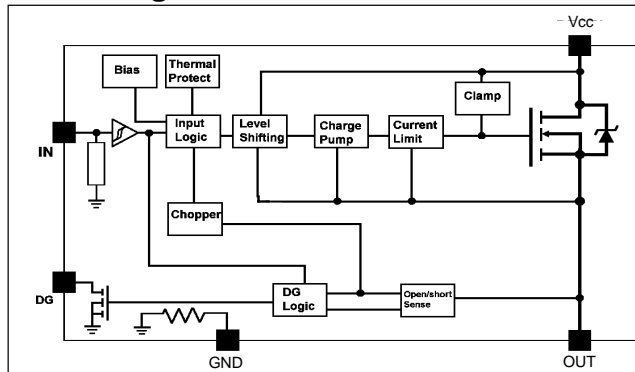 Vcc
Bias
Thermal
Protect
Clamp
IN
Input
Logic
Level
Shifting
Charge
Pump
Current
Limit
Chopper
DG
DG
Logic
Open/short
Sense
GND
OUT